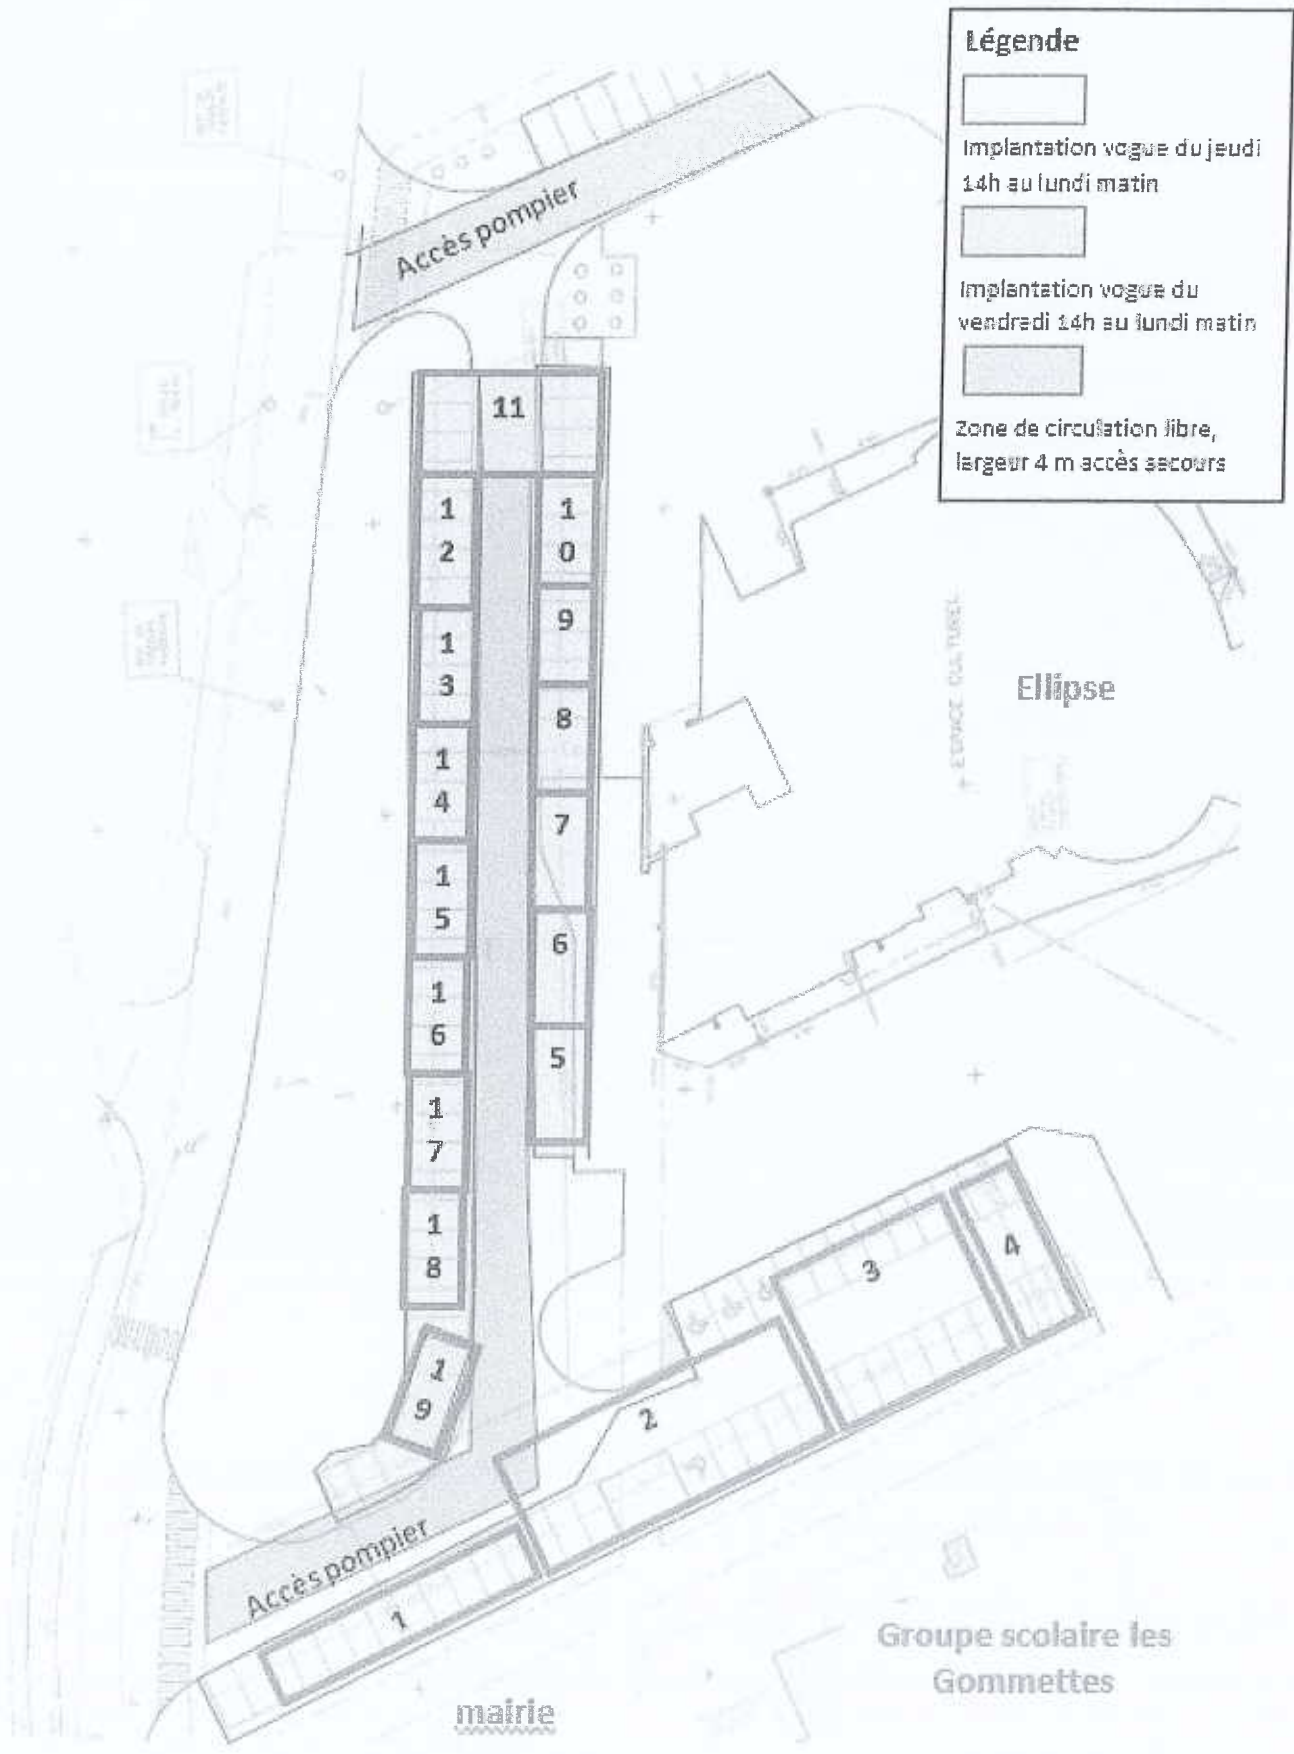 Légende
Implantation vogue du jeudi
14h au lundi matin
Implantation vogue du
vendredi 14h au lundi matin
Zone de circulation libre,
largeur 4 m accès secours
Accès pompier
11
1
2
1
0
1
3
9
8
1
4
7
1
5
6
1
6
5
1
7
1
8
1
9
Ellipse
ESPACE CULTUREL
4
3
2
1
Accès pompier
Groupe scolaire les
Gommettes
mairie